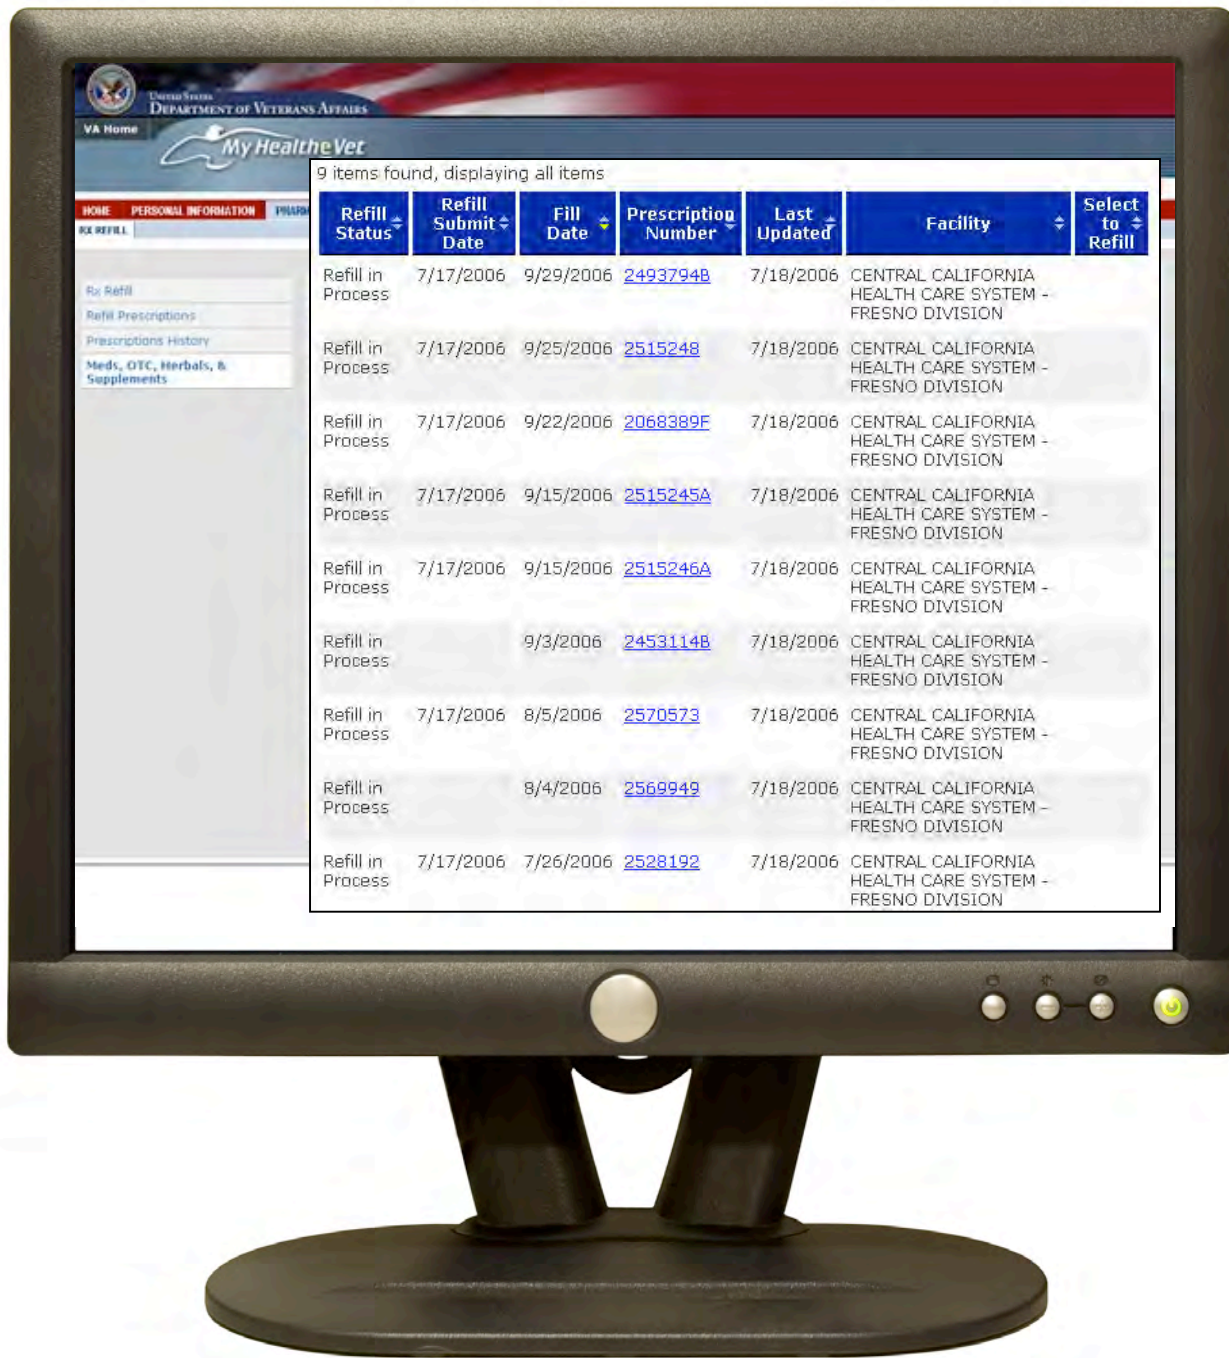 UNITED STATES
DEPARTMENT OF VETERANS AFFAIRS
VA Home
My HealtheVet
HOME PERSONAL INFORMATION
RX REFILL
Rx Refill
Refill Prescriptions
Prescriptions History
Meds, OTC, Herbals, &
Supplements
9 items found, displaying all items
Refill Status Refill Submit Date Fill Date Prescription Number Last Updated Facility Select to Refill
Refill in 7/17/2006 9/29/2006 2493794B 7/18/2006 CENTRAL CALIFORNIA
Process HEALTH CARE SYSTEM -
FRESNO DIVISION
Refill in 7/17/2006 9/25/2006 2515248 7/18/2006 CENTRAL CALIFORNIA
Process HEALTH CARE SYSTEM -
FRESNO DIVISION
Refill in 7/17/2006 9/22/2006 2068389F 7/18/2006 CENTRAL CALIFORNIA
Process HEALTH CARE SYSTEM -
FRESNO DIVISION
Refill in 7/17/2006 9/15/2006 2515245A 7/18/2006 CENTRAL CALIFORNIA
Process HEALTH CARE SYSTEM -
FRESNO DIVISION
Refill in 7/17/2006 9/15/2006 2515246A 7/18/2006 CENTRAL CALIFORNIA
Process HEALTH CARE SYSTEM -
FRESNO DIVISION
Refill in 9/3/2006 2453114B 7/18/2006 CENTRAL CALIFORNIA
Process HEALTH CARE SYSTEM -
FRESNO DIVISION
Refill in 7/17/2006 8/5/2006 2570573 7/18/2006 CENTRAL CALIFORNIA
Process HEALTH CARE SYSTEM -
FRESNO DIVISION
Refill in 8/4/2006 2569949 7/18/2006 CENTRAL CALIFORNIA
Process HEALTH CARE SYSTEM -
FRESNO DIVISION
Refill in 7/17/2006 7/26/2006 2528192 7/18/2006 CENTRAL CALIFORNIA
Process HEALTH CARE SYSTEM -
FRESNO DIVISION